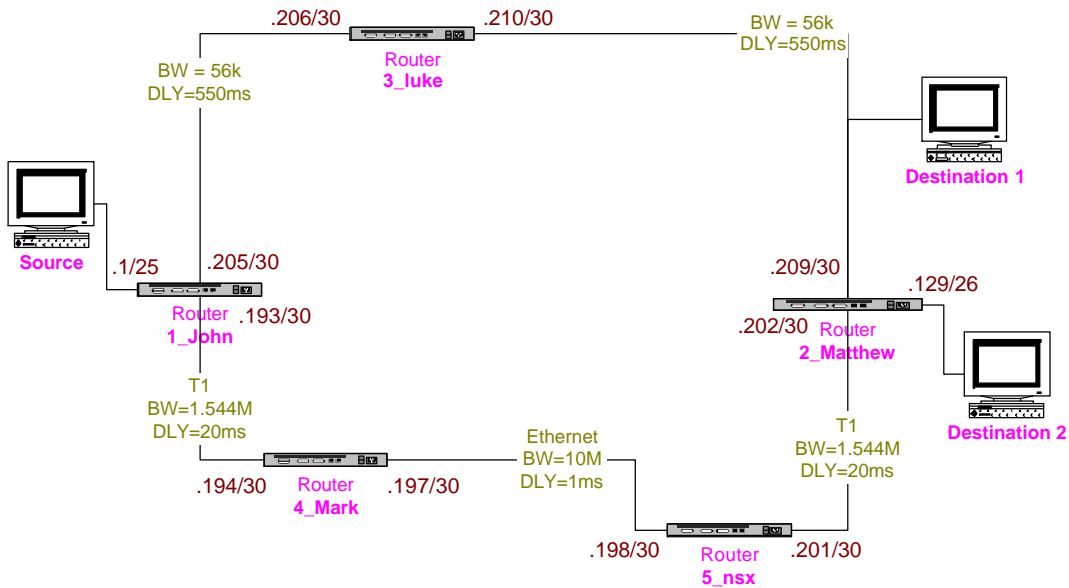 .206/30
.210/30
Router
3_luke
BW = 56k
DLY=550ms
BW = 56k
DLY=550ms
Destination 1
Source
.1/25
.205/30
Router
1_John
.193/30
.209/30
.129/26
.202/30
Router
2_Matthew
Destination 2
T1
BW=1.544M
DLY=20ms
Ethernet
BW=10M
DLY=1ms
T1
BW=1.544M
DLY=20ms
.194/30
Router
4_Mark
.197/30
.198/30
Router
5_nsx
.201/30